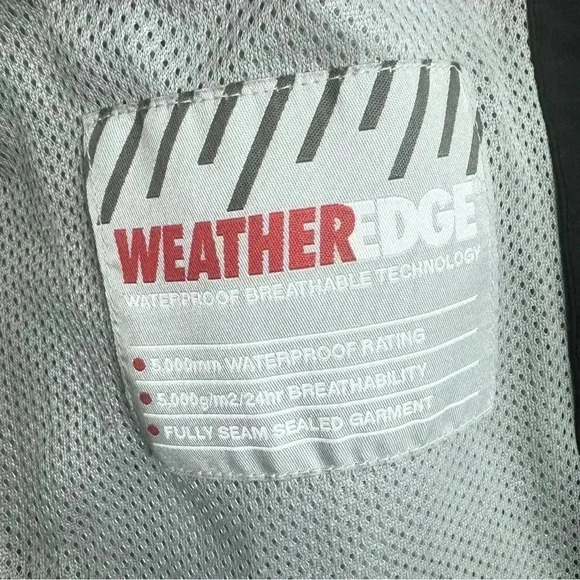 WEATHEREDGE
WATERPROOF BREATHABLE TECHNOLOGY
5.000mm WATERPROOF RATING
5.000g/m2/24hr BREATHABILITY
FULLY SEAM SEALED GARMENT